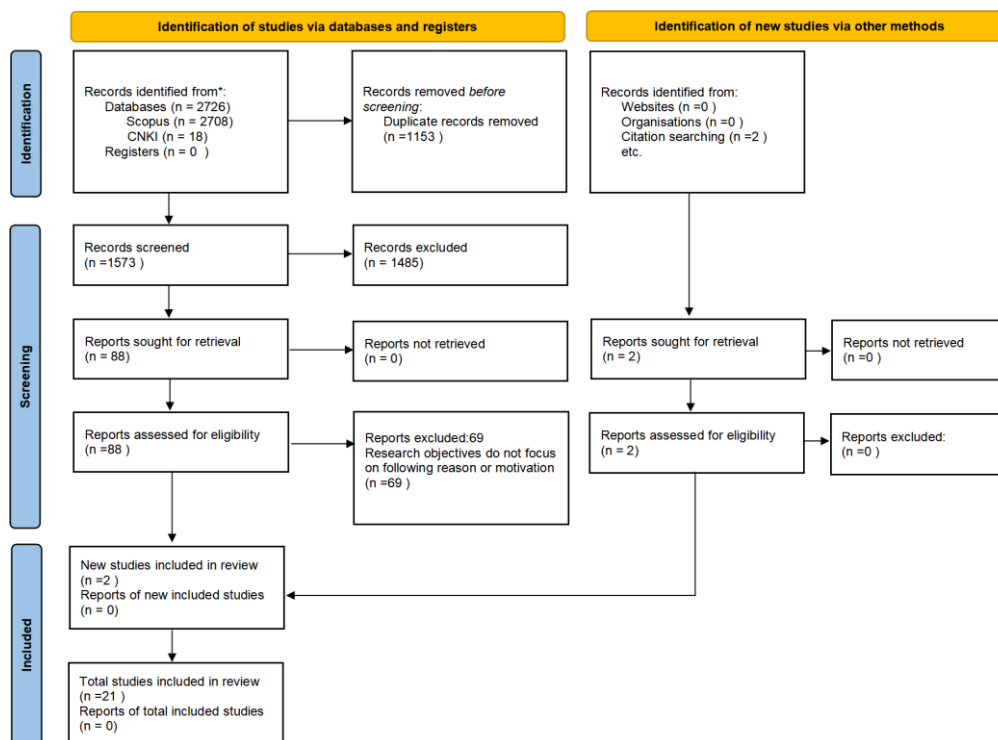 Identification of studies via databases and registers
Identification of new studies via other methods
Identification
Records identified from*:
Databases (n = 2726)
Scopus (n = 2708)
CNKI (n = 18)
Registers (n = 0 )
Records removed before
screening:
Duplicate records removed
(n =1153 )
Records identified from:
Websites (n =0 )
Organisations (n =0)
Citation searching (n =2 )
etc.
Screening
Records screened
(n =1573 )
Records excluded
(n = 1485)
Reports sought for retrieval
(n = 88)
Reports not retrieved
(n = 0)
Reports sought for retrieval
(n = 2)
Reports not retrieved
(n =0 )
Reports assessed for eligibility
(n =88 )
Reports excluded:69
Research objectives do not focus
on following reason or motivation
(n =69 )
Reports assessed for eligibility
(n = 2)
Reports excluded:
(n =0 )
Included
New studies included in review
(n =2 )
Reports of new included studies
(n = 0)
Total studies included in review
(n =21 )
Reports of total included studies
(n = 0)